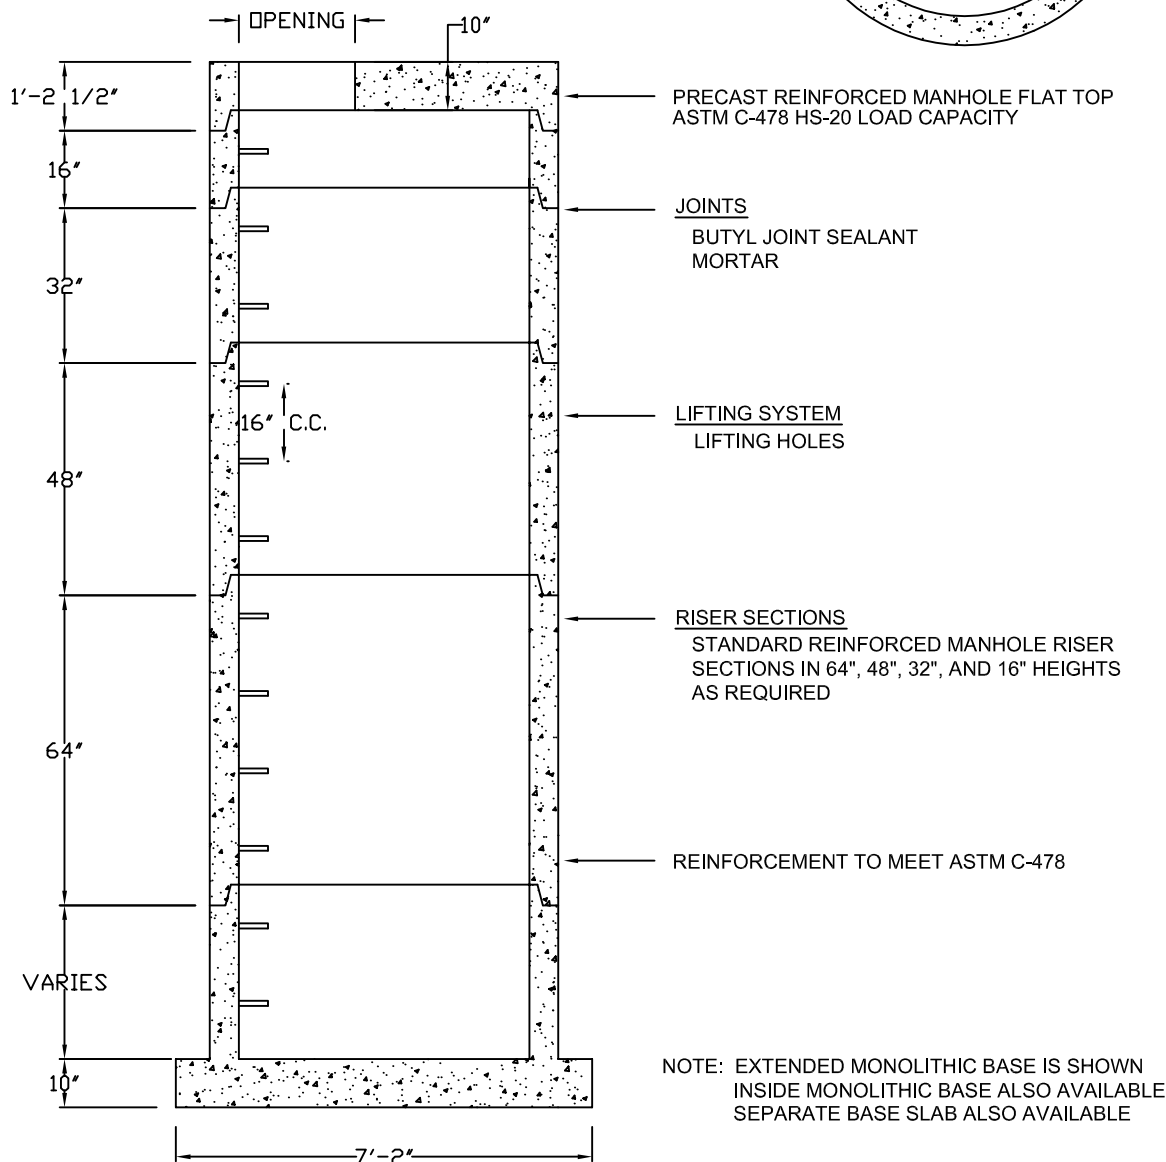 OPENING
10"
1'-2 1/2"
PRECAST REINFORCED MANHOLE FLAT TOP
ASTM C-478 HS-20 LOAD CAPACITY
16"
JOINTS
BUTYL JOINT SEALANT
MORTAR
32"
48"
16" C.C.
LIFTING SYSTEM
LIFTING HOLES
RISER SECTIONS
STANDARD REINFORCED MANHOLE RISER
SECTIONS IN 64", 48", 32", AND 16" HEIGHTS
AS REQUIRED
64"
REINFORCEMENT TO MEET ASTM C-478
VARIES
10"
NOTE: EXTENDED MONOLITHIC BASE IS SHOWN
INSIDE MONOLITHIC BASE ALSO AVAILABLE
SEPARATE BASE SLAB ALSO AVAILABLE
7'-2"